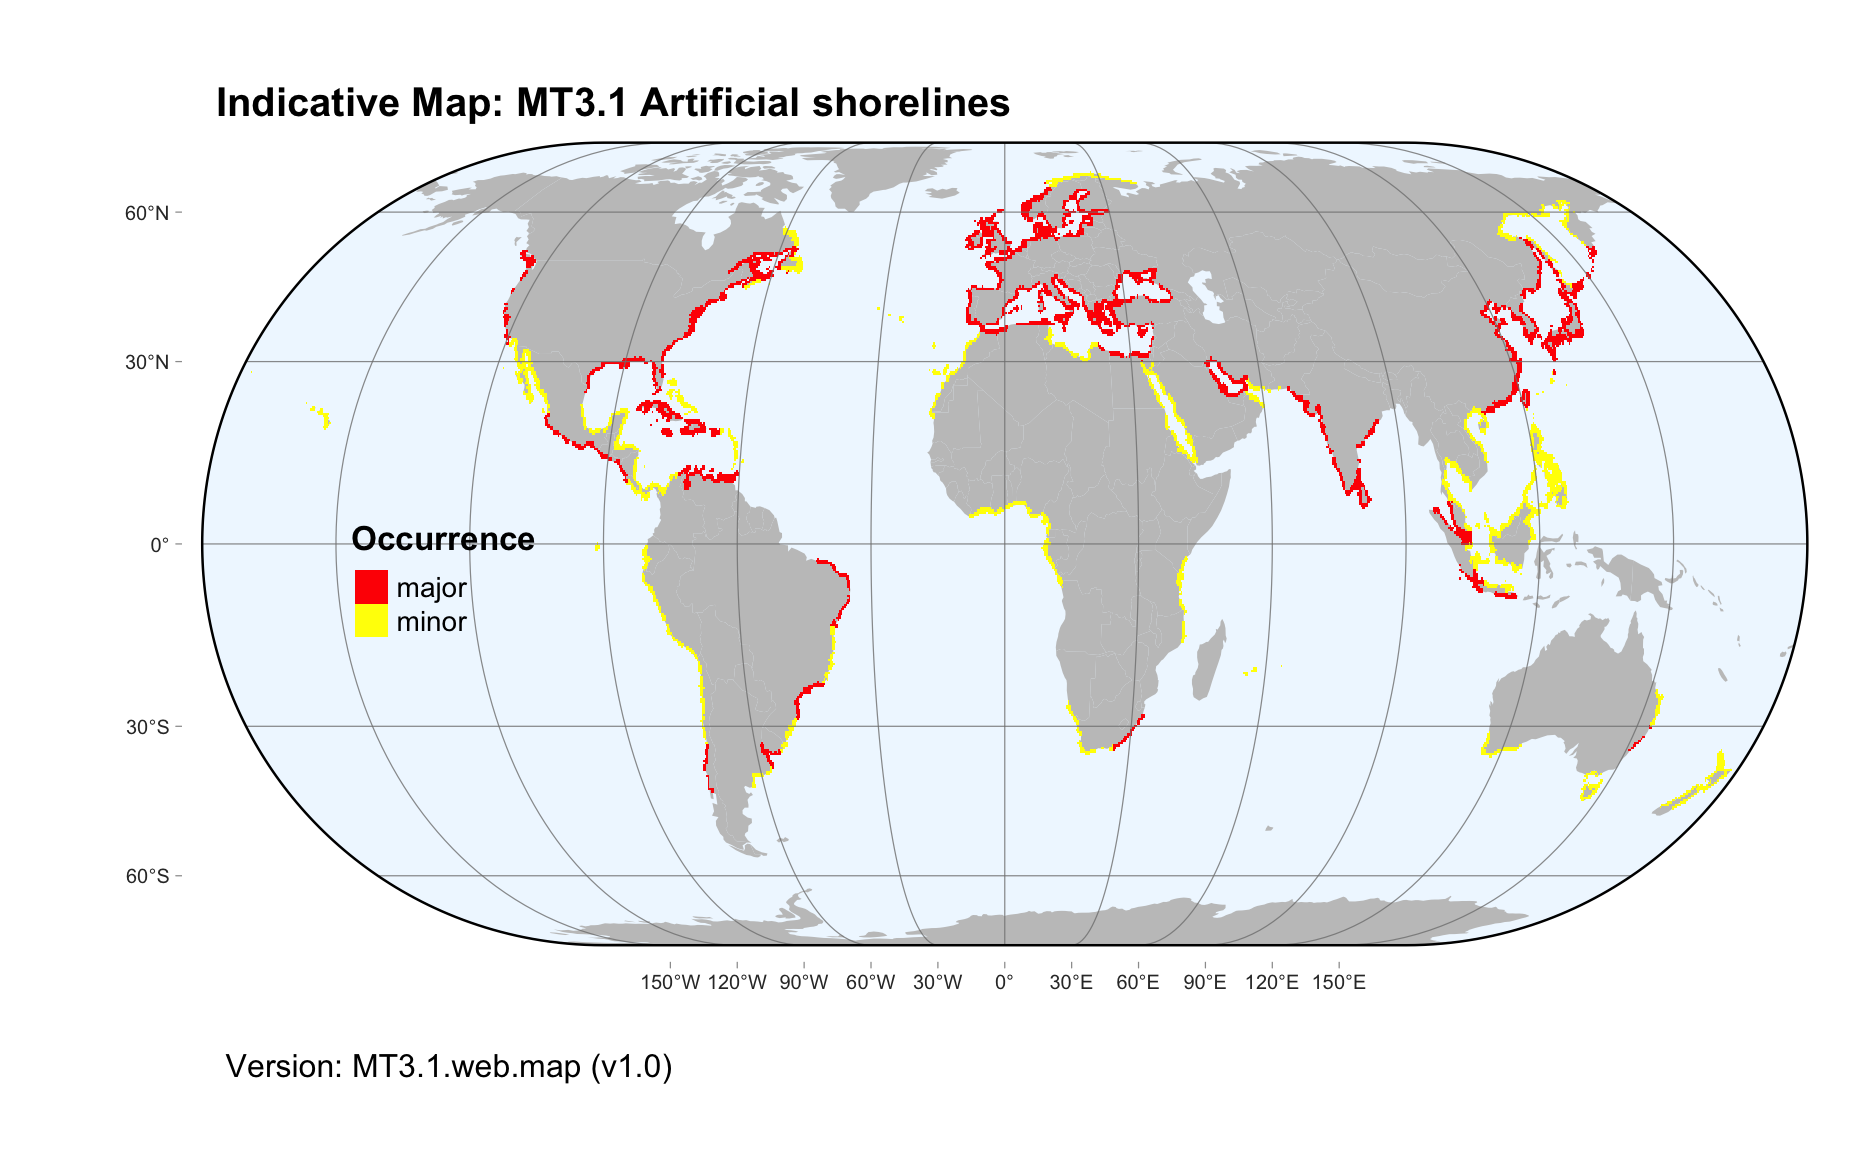 Indicative Map: MT3.1 Artificial shorelines
60°N
30°N
0°
30°S
60°S
Occurrence
major
minor
150°W 120°W 90°W 60°W 30°W 0° 30°E 60°E 90°E 120°E 150°E
Version: MT3.1.web.map (v1.0)